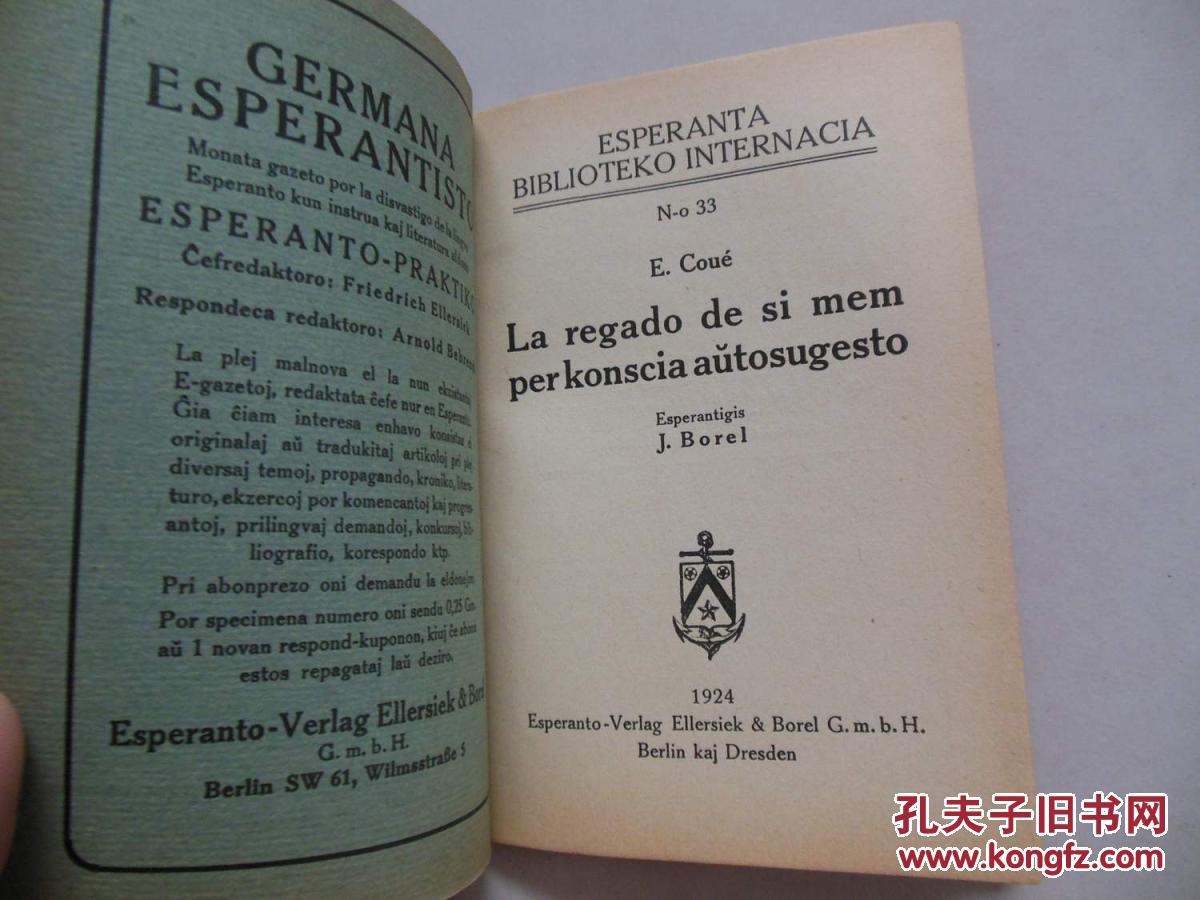 GERMANA
ESPERANTISTO
Monata gazeto por la disvastigo de la lingvo
Esperanto kun instrua kaj literatura aldono
ESPERANTO-PRAKTIKO
Ĉefredaktoro: Friedrich Ellersiek
Respondeca redaktoro: Arnold Behrendt
La plej malnova el la nun ekzistantaj
E-gazetoj, redaktata ĉefe nur en Esperanto.
Ĝia ĉiam interesa enhavo konsistas el
originalaj aŭ tradukitaj artikoloj pri plej
diversaj temoj, propagando, kroniko, litera-
turo, ekzercoj por komencantoj kaj progres-
antoj, prilingvaj demandoj, konkursoj, bib-
liografio, korespondo ktp.
Pri abonprezo oni demandu la eldonejon.
Por specimena numero oni sendu 0,25 Gm.
aŭ 1 novan respond-kuponon, kiuj ĉe abono
estos repagataj laŭ deziro.
Esperanto-Verlag Ellersiek & Borel
G. m. b. H.
Berlin SW 61, Wilmsstraße 5
ESPERANTA
BIBLIOTEKO INTERNACIA
N-o 33
E. Coué
La regado de si mem
per konscia aŭtosugesto
Esperantigis
J. Borel
1924
Esperanto-Verlag Ellersiek & Borel G. m. b. H.
Berlin kaj Dresden
孔夫子旧书网
www.kongfz.com